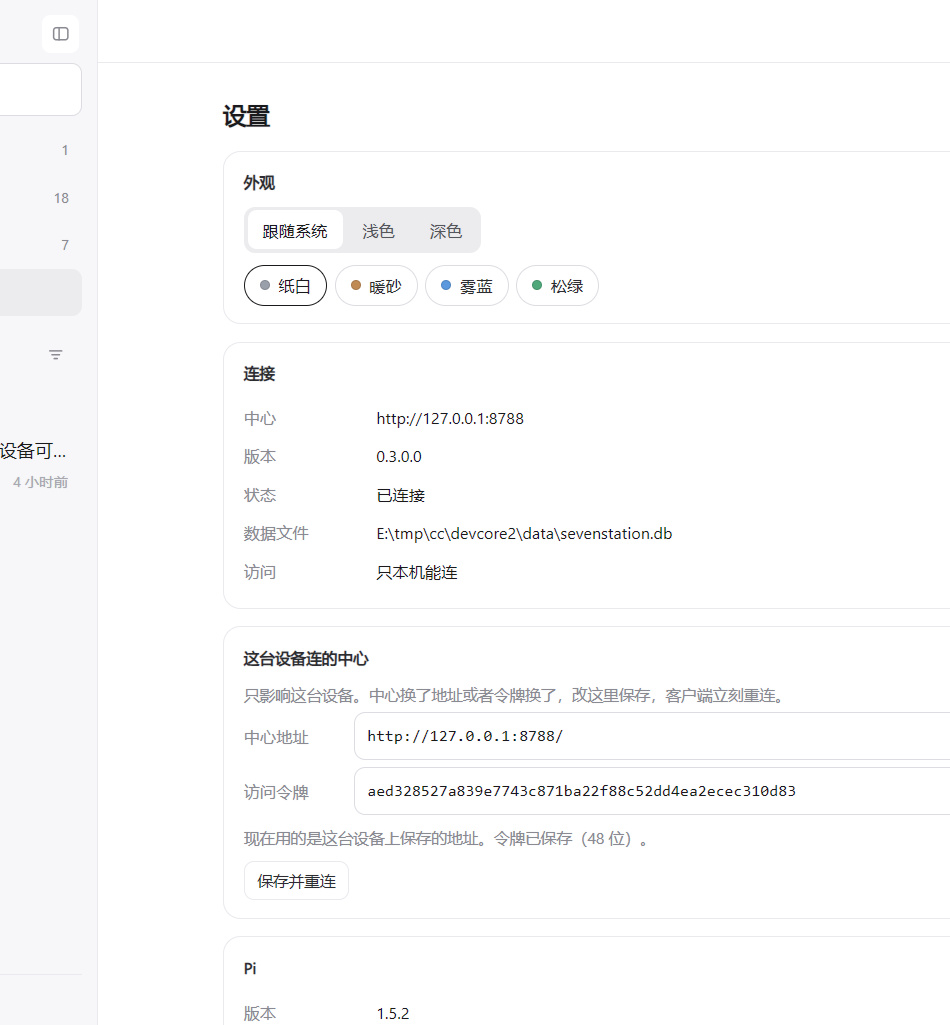 设置
1
18
7
设备可...
4 小时前
外观
跟随系统 浅色 深色
纸白 暖砂 雾蓝 松绿
连接
中心 http://127.0.0.1:8788
版本 0.3.0.0
状态 已连接
数据文件 E:\tmp\cc\devcore2\data\sevenstation.db
访问 只本机能连
这台设备连的中心
只影响这台设备。中心换了地址或者令牌换了，改这里保存，客户端立刻重连。
中心地址 http://127.0.0.1:8788/
访问令牌 aed328527a839e7743c871ba22f88c52dd4ea2ecec310d83
现在用的是这台设备上保存的地址。令牌已保存（48 位）。
保存并重连
Pi
版本 1.5.2